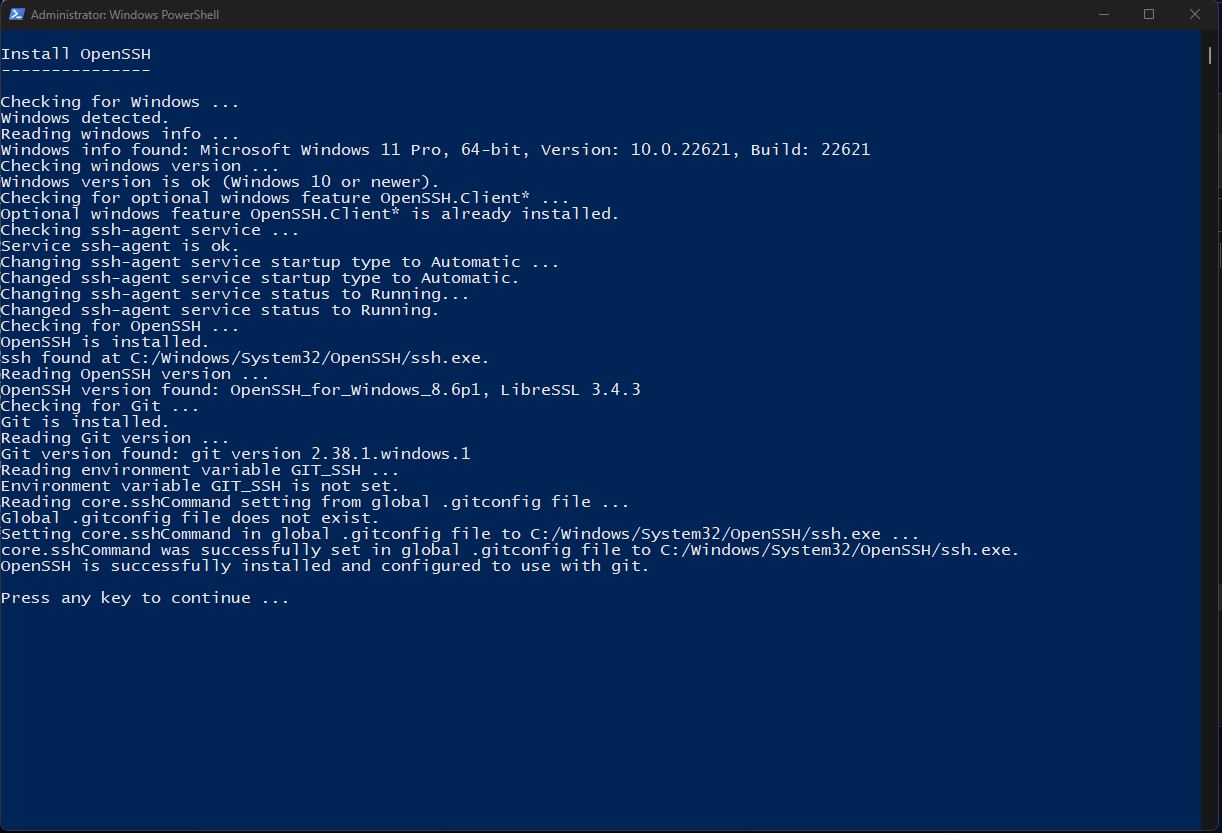 Administrator: Windows PowerShell
Install OpenSSH
---------------
Checking for Windows ...
Windows detected.
Reading windows info ...
Windows info found: Microsoft Windows 11 Pro, 64-bit, Version: 10.0.22621, Build: 22621
Checking windows version ...
Windows version is ok (Windows 10 or newer).
Checking for optional windows feature OpenSSH.Client* ...
Optional windows feature OpenSSH.Client* is already installed.
Checking ssh-agent service ...
Service ssh-agent is ok.
Changing ssh-agent service startup type to Automatic ...
Changed ssh-agent service startup type to Automatic.
Changing ssh-agent service status to Running...
Changed ssh-agent service status to Running.
Checking for OpenSSH ...
OpenSSH is installed.
ssh found at C:/Windows/System32/OpenSSH/ssh.exe.
Reading OpenSSH version ...
OpenSSH version found: OpenSSH_for_Windows_8.6p1, LibreSSL 3.4.3
Checking for Git ...
Git is installed.
Reading Git version ...
Git version found: git version 2.38.1.windows.1
Reading environment variable GIT_SSH ...
Environment variable GIT_SSH is not set.
Reading core.sshCommand setting from global .gitconfig file ...
Global .gitconfig file does not exist.
Setting core.sshCommand in global .gitconfig file to C:/Windows/System32/OpenSSH/ssh.exe ...
core.sshCommand was successfully set in global .gitconfig file to C:/Windows/System32/OpenSSH/ssh.exe.
OpenSSH is successfully installed and configured to use with git.
Press any key to continue ...